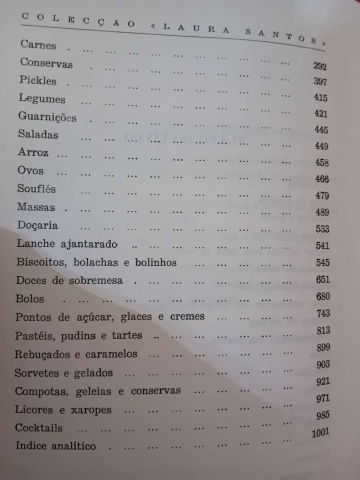 COLECÇAO «LAURA SANTOS»
Carnes . ... ... ... ... ... ... ... ... 292
Conservas ... ... ... ... ... ... ... ... 397
Pickles . ... ... ... ... ... ... ... ... 415
Legumes ... ... ... ... ... ... ... ... 421
Guarnições . ... ... ... ... ... ... ... 445
Saladas ... ... ... ... ... ... ... ... 449
Arroz ... ... ... ... ... ... ... ... ... 458
Ovos ... ... ... ... ... ... ... ... 466
Souflés ... ... ... ... ... ... ... ... 479
Massas . ... ... ... ... ... ... ... ... 489
Doçaria ... ... ... ... ... ... ... ... 533
Lanche ajantarado .. ... ... ... ... ... ... 541
Biscoitos, bolachas e bolinhos ... ... ... ... 545
Doces de sobremesa . ... ... ... ... ... ... 651
Bolos . ... ... ... ... ... ... ... ... 680
Pontos de açúcar, glaces e cremes ... ... ... ... 743
Pastéis, pudins e tartes .. ... ... ... ... ... 813
Rebuçados e caramelos ... ... ... ... ... ... 899
Sorvetes e gelados ... ... ... ... ... ... ... 903
Compotas, geleias e conservas ... ... ... ... 921
Licores e xaropes ... ... ... ... ... ... ... 971
Cocktails ... ... ... ... ... ... ... ... 985
Indice analítico . ... ... ... ... ... ... ... 1001